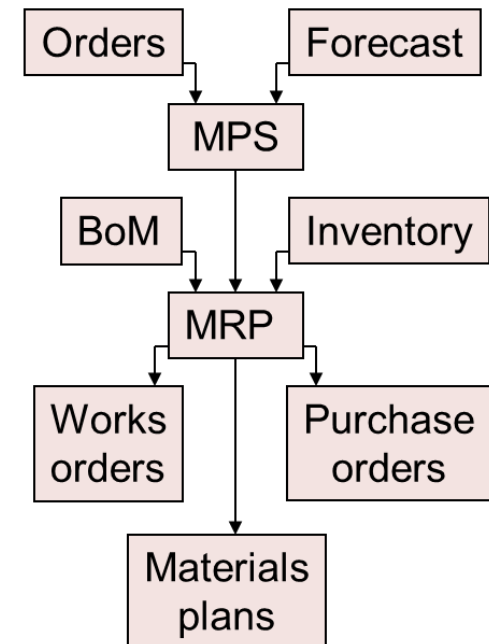 Orders
Forecast
MPS
BoM
Inventory
MRP
Works
orders
Purchase
orders
Materials
plans